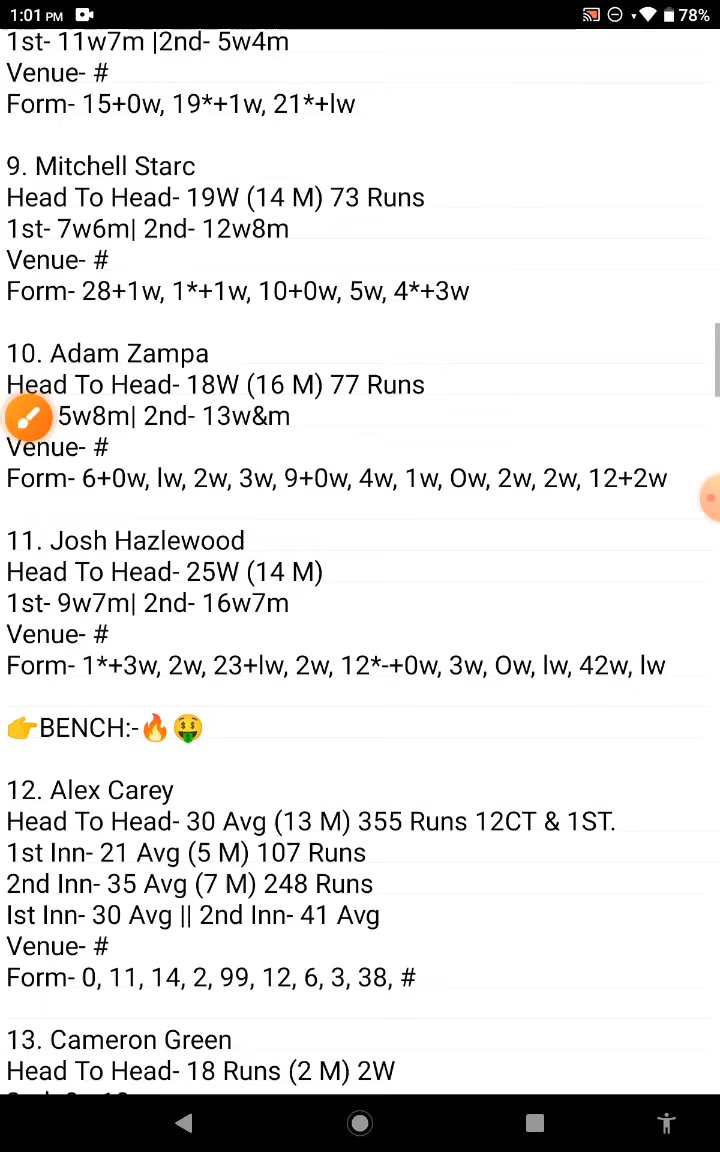 1:01 PM 78%
1st- 11w7m |2nd- 5w4m
Venue- #
Form- 15+0w, 19*+1w, 21*+lw
9. Mitchell Starc
Head To Head- 19W (14 M) 73 Runs
1st- 7w6m| 2nd- 12w8m
Venue- #
Form- 28+1w, 1*+1w, 10+0w, 5w, 4*+3w
10. Adam Zampa
Head To Head- 18W (16 M) 77 Runs
5w8m| 2nd- 13w&m
Venue- #
Form- 6+0w, lw, 2w, 3w, 9+0w, 4w, 1w, Ow, 2w, 2w, 12+2w
11. Josh Hazlewood
Head To Head- 25W (14 M)
1st- 9w7m| 2nd- 16w7m
Venue- #
Form- 1*+3w, 2w, 23+lw, 2w, 12*-+0w, 3w, Ow, lw, 42w, lw
👉BENCH:-🔥🤑
12. Alex Carey
Head To Head- 30 Avg (13 M) 355 Runs 12CT & 1ST.
1st Inn- 21 Avg (5 M) 107 Runs
2nd Inn- 35 Avg (7 M) 248 Runs
Ist Inn- 30 Avg || 2nd Inn- 41 Avg
Venue- #
Form- 0, 11, 14, 2, 99, 12, 6, 3, 38, #
13. Cameron Green
Head To Head- 18 Runs (2 M) 2W